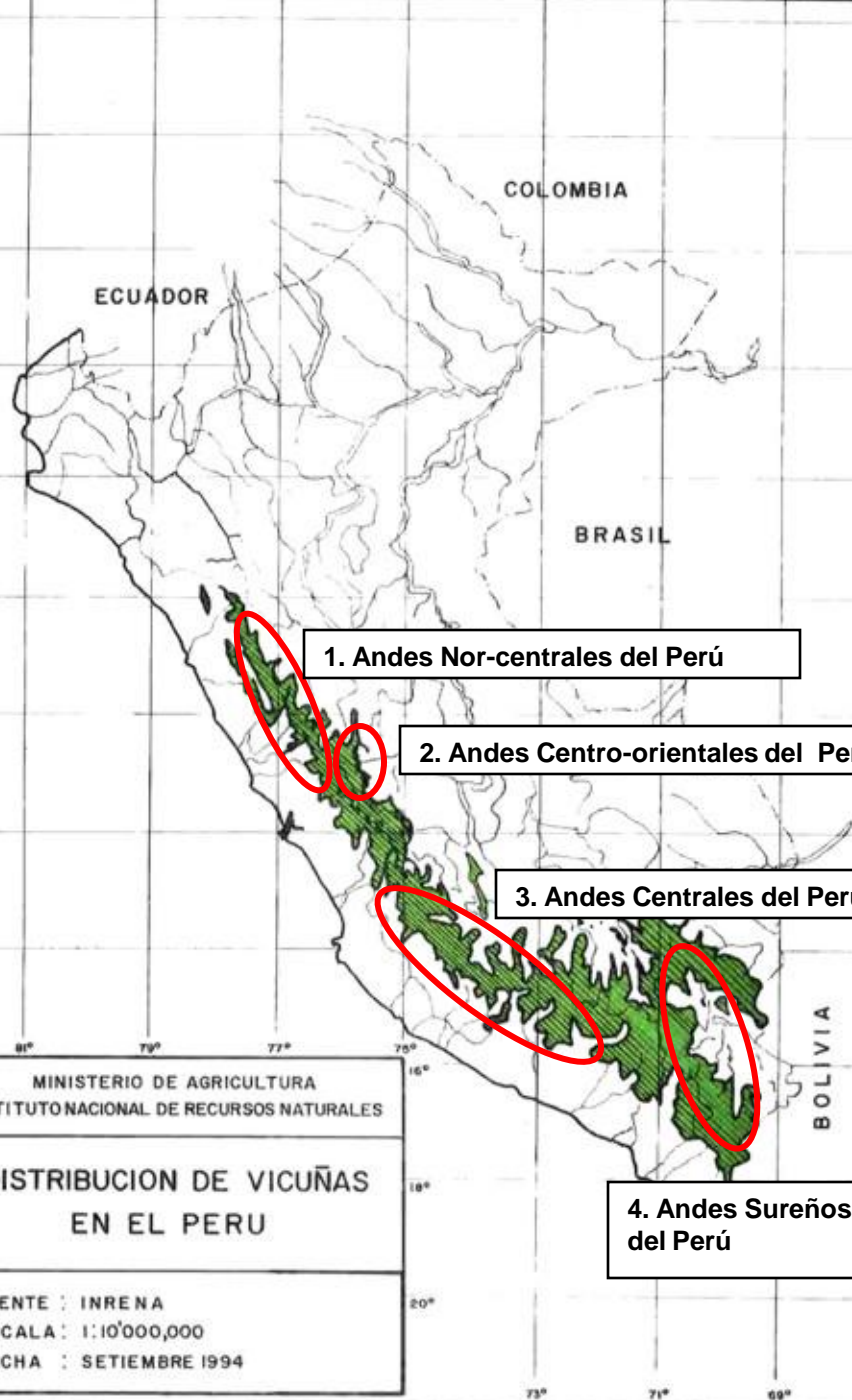 COLOMBIA
ECUADOR
BRASIL
1. Andes Nor-centrales del Perú
2. Andes Centro-orientales del Per
3. Andes Centrales del Perú
BOLIVIA
81°
79°
77°
75°
16°
MINISTERIO DE AGRICULTURA
TITUTO NACIONAL DE RECURSOS NATURALES
ISTRIBUCION DE VICUÑAS
EN EL PERU
18°
4. Andes Sureños
del Perú
ENTE : INRENA
CALA : 1:10'000,000
CHA : SETIEMBRE 1994
20°
73°
71°
69°